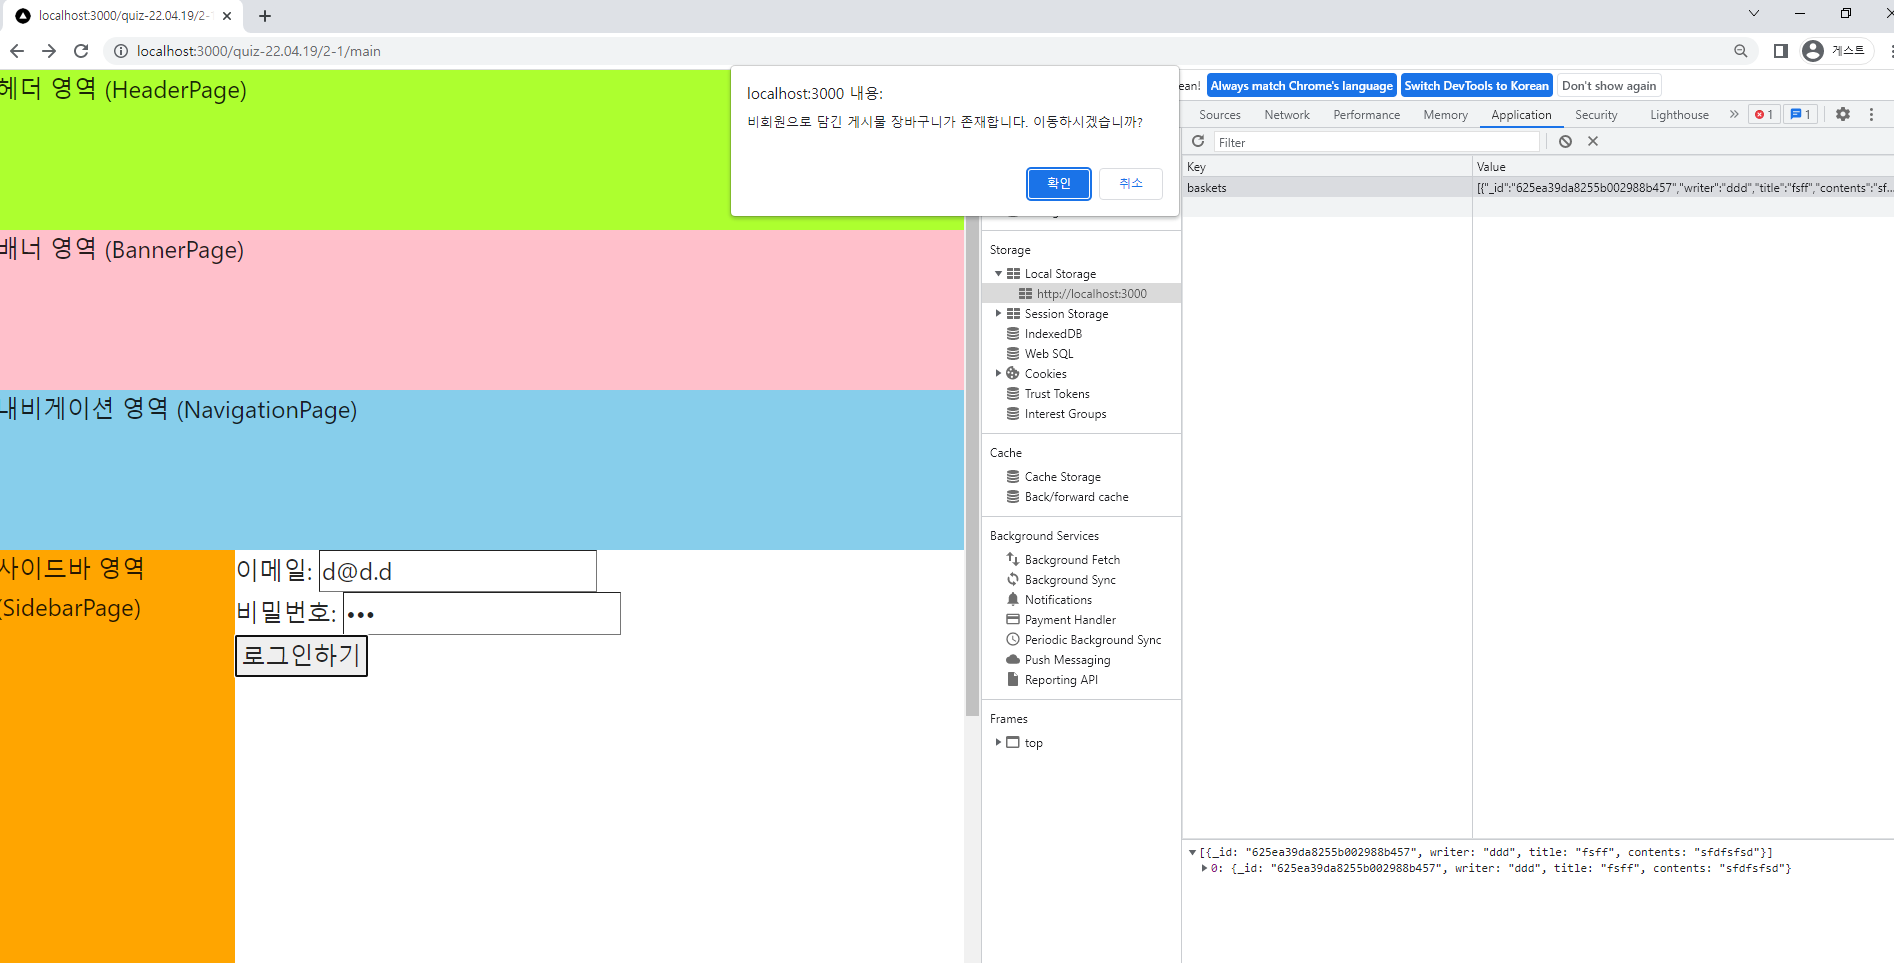 localhost:3000/quiz-22.04.19/2-1
localhost:3000/quiz-22.04.19/2-1/main
게스트
헤더 영역 (HeaderPage)
localhost:3000 내용:
비회원으로 담긴 게시물 장바구니가 존재합니다. 이동하시겠습니까?
확인
취소
ean! Always match Chrome's language Switch DevTools to Korean Don't show again
Sources Network Performance Memory Application Security Lighthouse » 1 1
Filter
Key Value
baskets [{"_id":"625ea39da8255b002988b457","writer":"ddd","title":"fsff","contents":"sf...
배너 영역 (BannerPage)
내비게이션 영역 (NavigationPage)
사이드바 영역
(SidebarPage)
이메일: d@d.d
비밀번호: •••
로그인하기
Storage
Local Storage
http://localhost:3000
Session Storage
IndexedDB
Web SQL
Cookies
Trust Tokens
Interest Groups
Cache
Cache Storage
Back/forward cache
Background Services
Background Fetch
Background Sync
Notifications
Payment Handler
Periodic Background Sync
Push Messaging
Reporting API
Frames
top
[{_id: "625ea39da8255b002988b457", writer: "ddd", title: "fsff", contents: "sfdfsfsd"}]
0: {_id: "625ea39da8255b002988b457", writer: "ddd", title: "fsff", contents: "sfdfsfsd"}